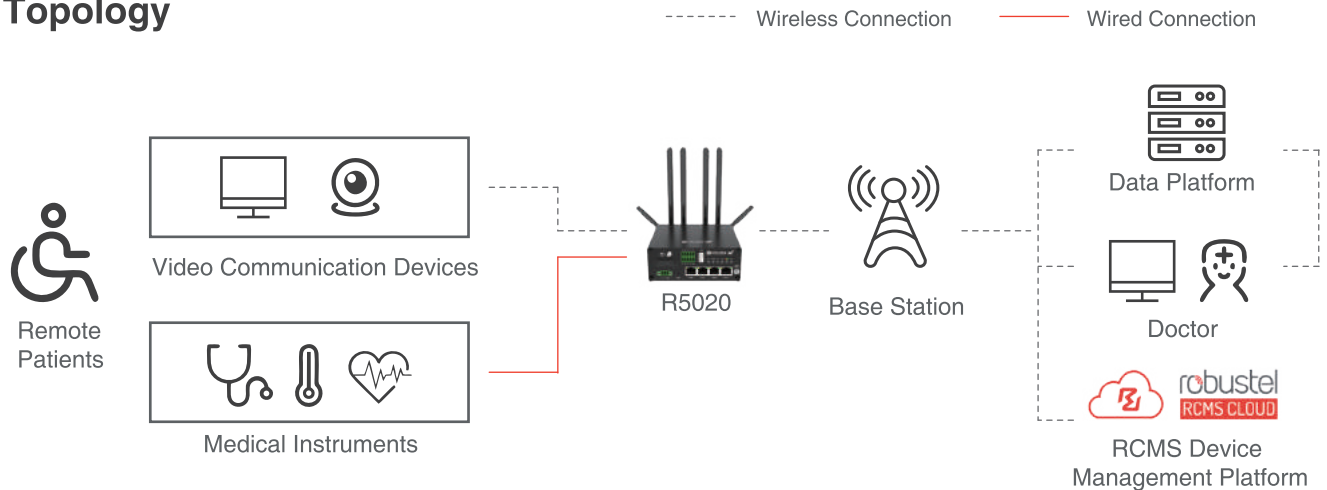 Topology
Wireless Connection
Wired Connection
Video Communication Devices
Remote
Patients
Medical Instruments
R5020
Base Station
Data Platform
Doctor
robustel
RCMS CLOUD
RCMS Device
Management Platform